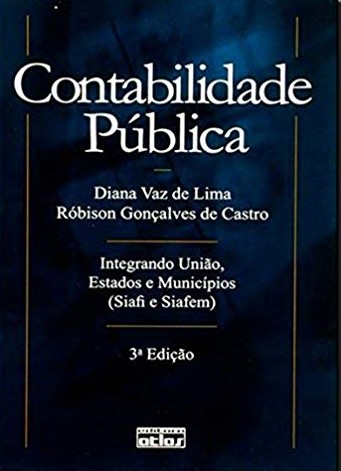 Contabilidade
Pública
Diana Vaz de Lima
Róbison Gonçalves de Castro
Integrando União,
Estados e Municípios
(Siafi e Siafem)
3ª Edição
atlas